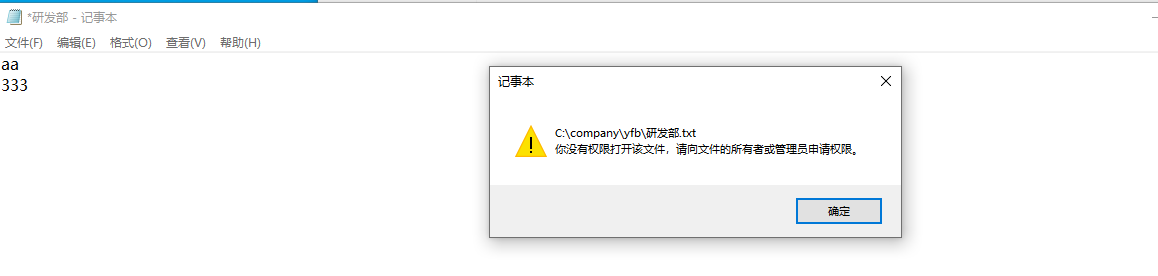 *研发部 - 记事本
文件(F) 编辑(E) 格式(O) 查看(V) 帮助(H)
aa
333
记事本
C:\company\yfb\研发部.txt
你没有权限打开该文件，请向文件的所有者或管理员申请权限。
确定